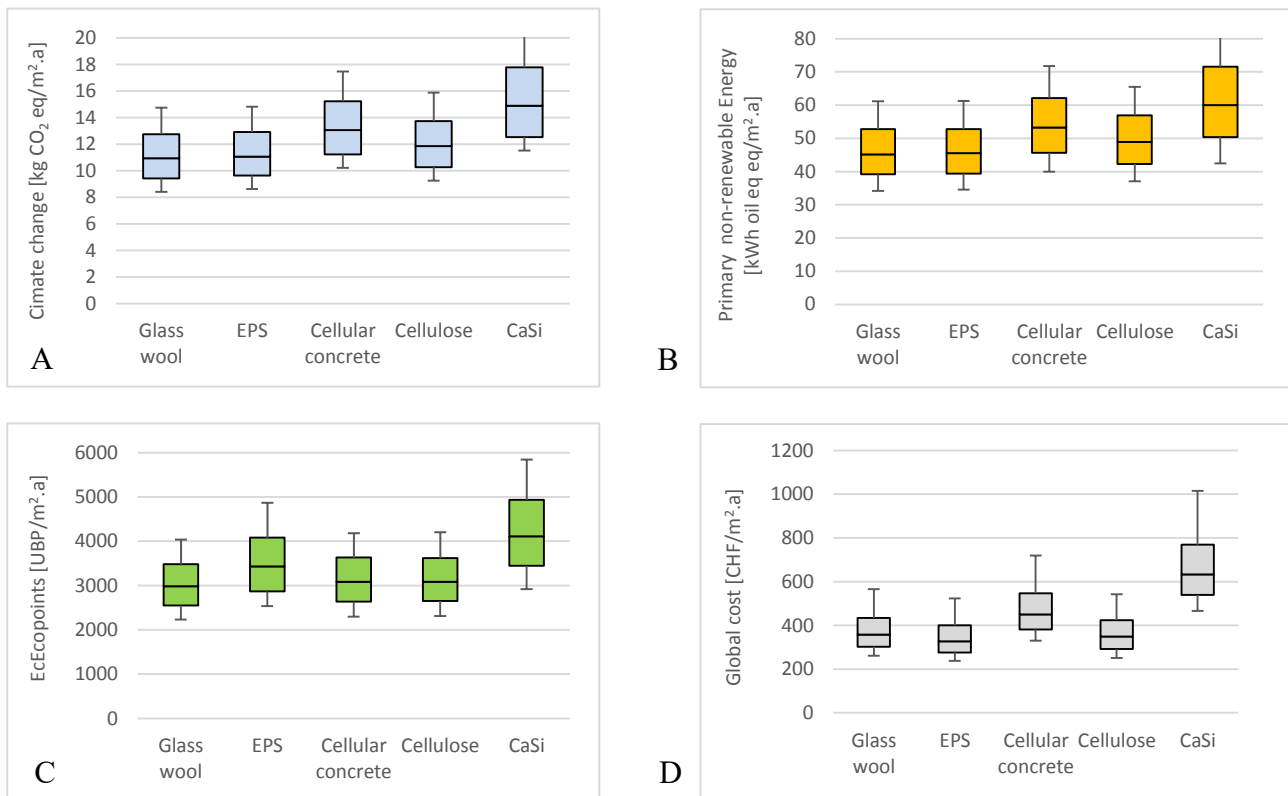 Cimate change [kg CO₂ eq/m².a]
20
18
16
14
12
10
8
6
4
2
0
Glass
wool
EPS
Cellular
concrete
Cellulose
CaSi
A
Primary non-renewable Energy
[kWh oil eq eq/m².a]
80
70
60
50
40
30
20
10
0
Glass
wool
EPS
Cellular
concrete
Cellulose
CaSi
B
EcEcopoints [UBP/m².a]
6000
5000
4000
3000
2000
1000
0
Glass
wool
EPS
Cellular
concrete
Cellulose
CaSi
C
Global cost [CHF/m².a]
1200
1000
800
600
400
200
0
Glass
wool
EPS
Cellular
concrete
Cellulose
CaSi
D